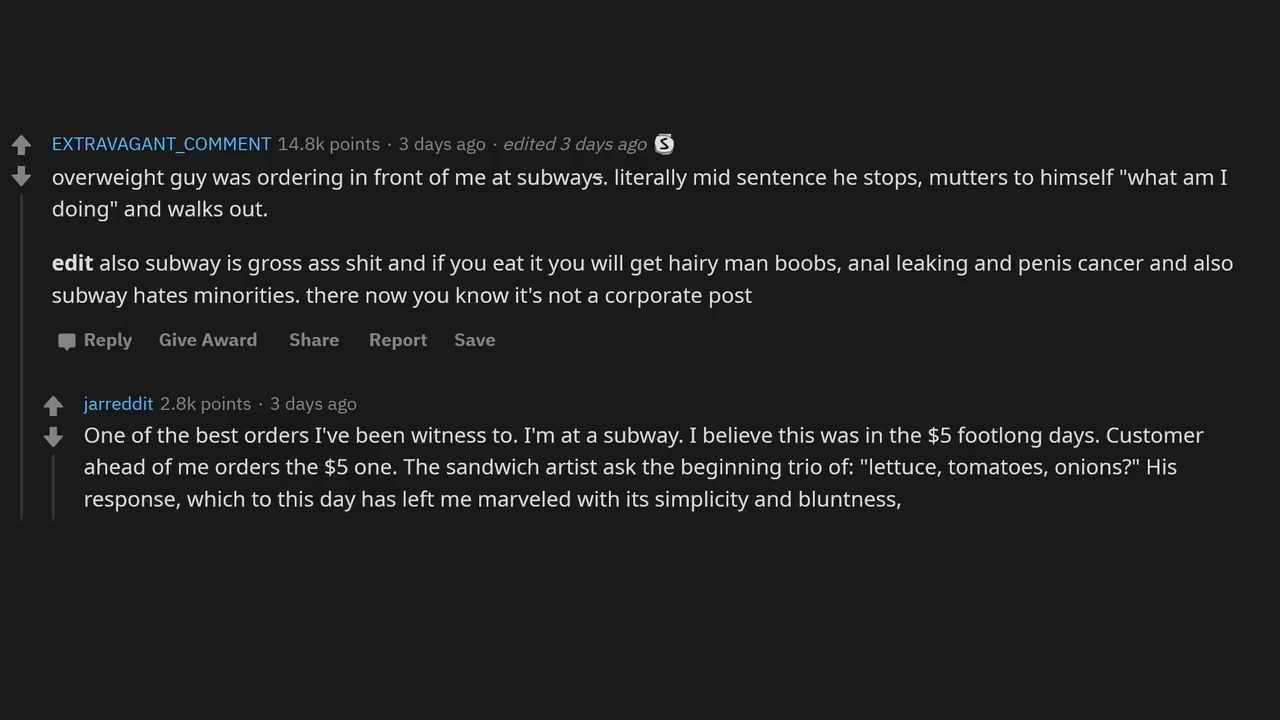 EXTRAVAGANT_COMMENT 14.8k points · 3 days ago · edited 3 days ago S
overweight guy was ordering in front of me at subways. literally mid sentence he stops, mutters to himself "what am I
doing" and walks out.
edit also subway is gross ass shit and if you eat it you will get hairy man boobs, anal leaking and penis cancer and also
subway hates minorities. there now you know it's not a corporate post
Reply Give Award Share Report Save
jarreddit 2.8k points · 3 days ago
One of the best orders I've been witness to. I'm at a subway. I believe this was in the $5 footlong days. Customer
ahead of me orders the $5 one. The sandwich artist ask the beginning trio of: "lettuce, tomatoes, onions?" His
response, which to this day has left me marveled with its simplicity and bluntness,